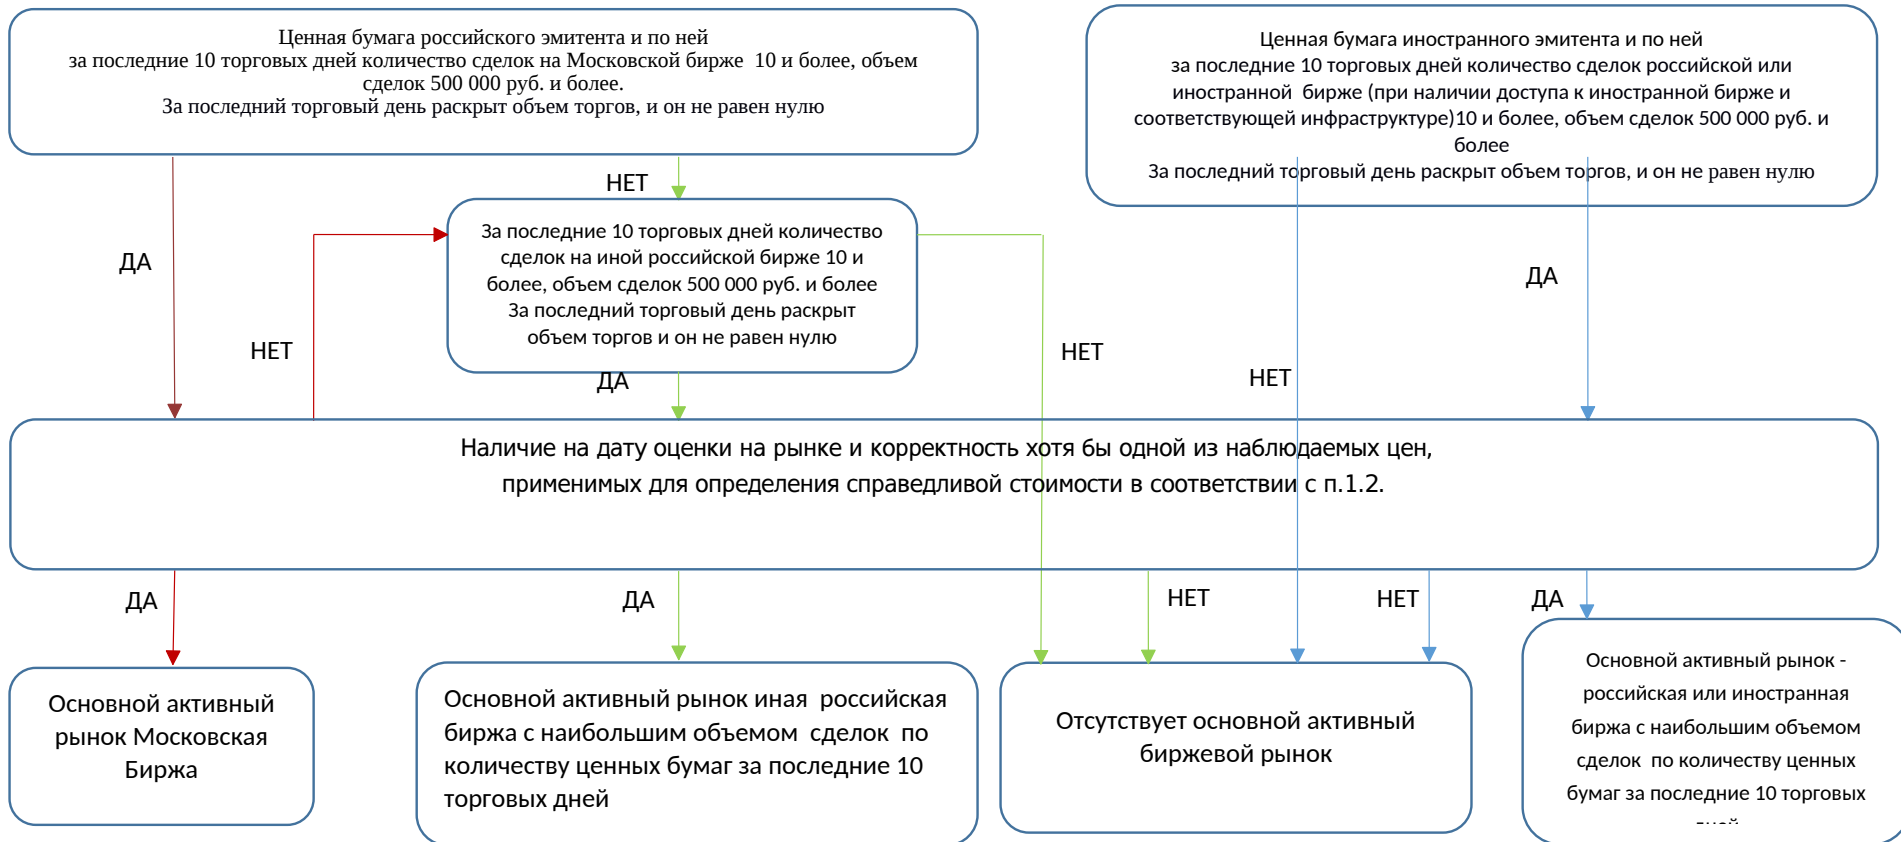 Ценная бумага российского эмитента и по ней
за последние 10 торговых дней количество сделок на Московской бирже  10 и более, объем
сделок 500 000 руб. и более.
За последний торговый день раскрыт объем торгов, и он не равен нулю
Ценная бумага иностранного эмитента и по ней
за последние 10 торговых дней количество сделок российской или
иностранной  бирже (при наличии доступа к иностранной бирже и
соответствующей инфраструктуре)10 и более, объем сделок 500 000 руб. и
более
За последний торговый день раскрыт объем торгов, и он не равен нулю
НЕТ
ДА
За последние 10 торговых дней количество
сделок на иной российской бирже 10 и
более, объем сделок 500 000 руб. и более
За последний торговый день раскрыт
объем торгов и он не равен нулю
ДА
НЕТ
НЕТ
НЕТ
ДА
Наличие на дату оценки на рынке и корректность хотя бы одной из наблюдаемых цен,
применимых для определения справедливой стоимости в соответствии с п.1.2.
ДА
ДА
НЕТ
НЕТ
ДА
Основной активный
рынок Московская
Биржа
Основной активный рынок иная  российская
биржа с наибольшим объемом  сделок  по
количеству ценных бумаг за последние 10
торговых дней
Отсутствует основной активный
биржевой рынок
Основной активный рынок -
российская или иностранная
биржа с наибольшим объемом
сделок  по количеству ценных
бумаг за последние 10 торговых